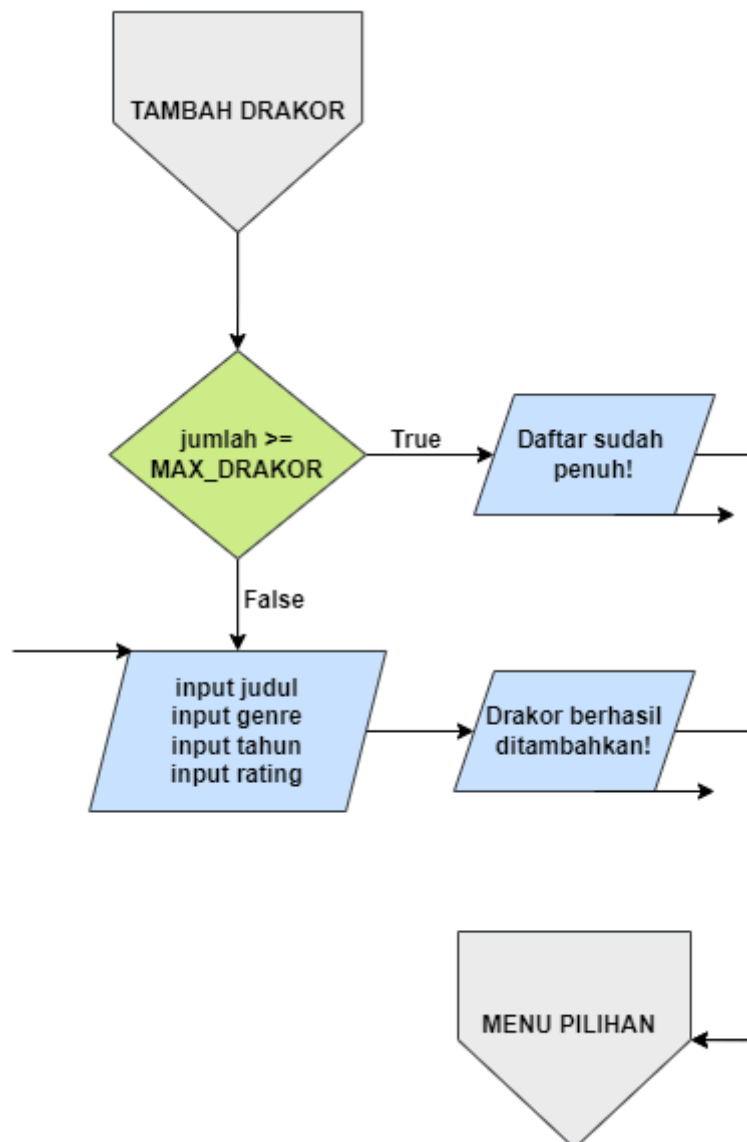 TAMBAH DRAKOR
jumlah >=
MAX_DRAKOR
True
Daftar sudah
penuh!
False
input judul
input genre
input tahun
input rating
Drakor berhasil
ditambahkan!
MENU PILIHAN